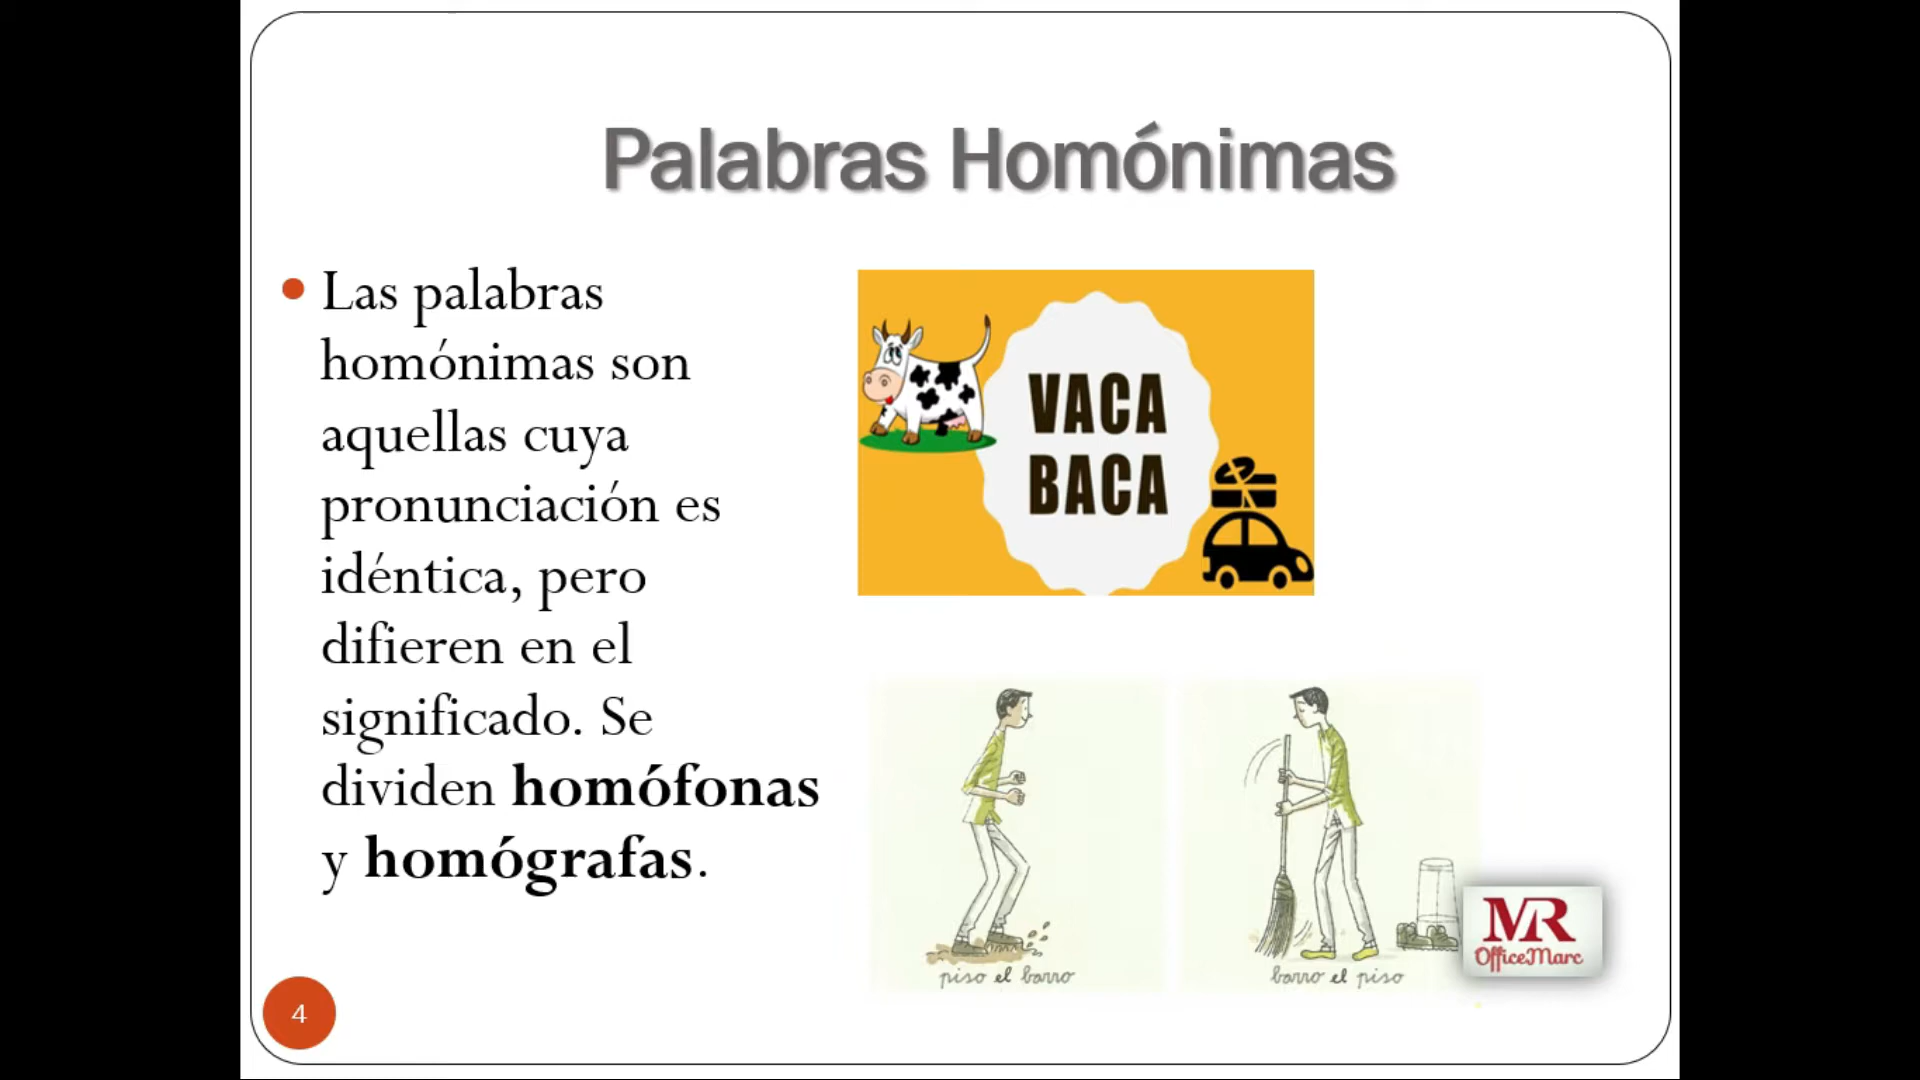 Palabras Homónimas
Las palabras
homónimas son
aquellas cuya
pronunciación es
idéntica, pero
difieren en el
significado. Se
dividen homófonas
y homógrafas.
VACA
BACA
piso el barro
barro el piso
MR
OfficeMarc
4